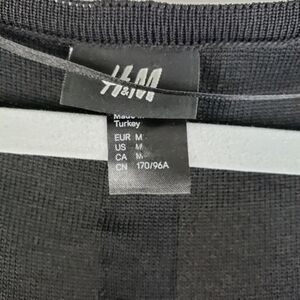 H&M
Made in
Turkey
EUR M
US M
CA M
CN 170/96A